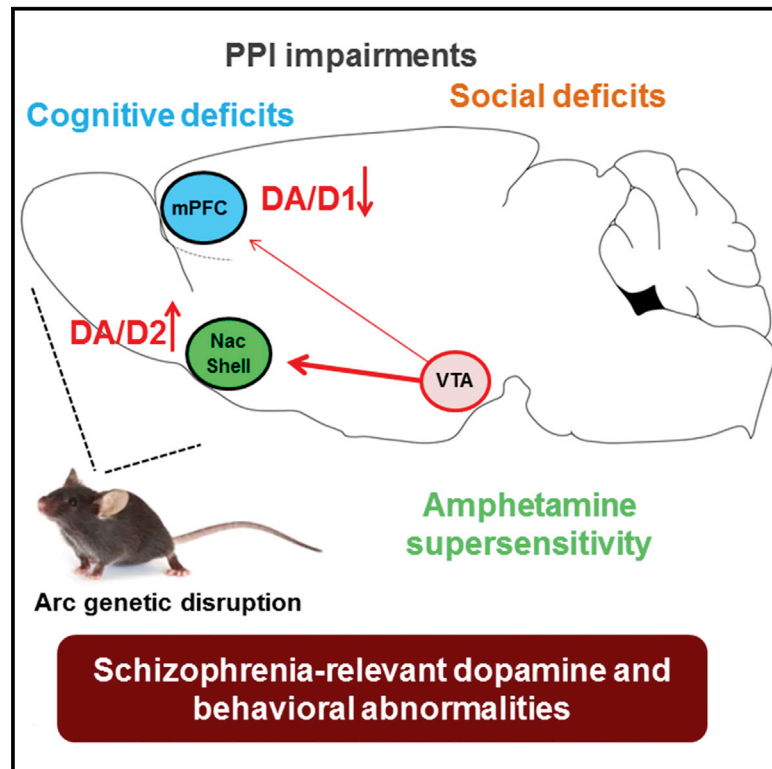 PPI impairments
Cognitive deficits
Social deficits
mPFC
DA/D1↓
DA/D2↑
Nac
Shell
VTA
Amphetamine
supersensitivity
Arc genetic disruption
Schizophrenia-relevant dopamine and
behavioral abnormalities